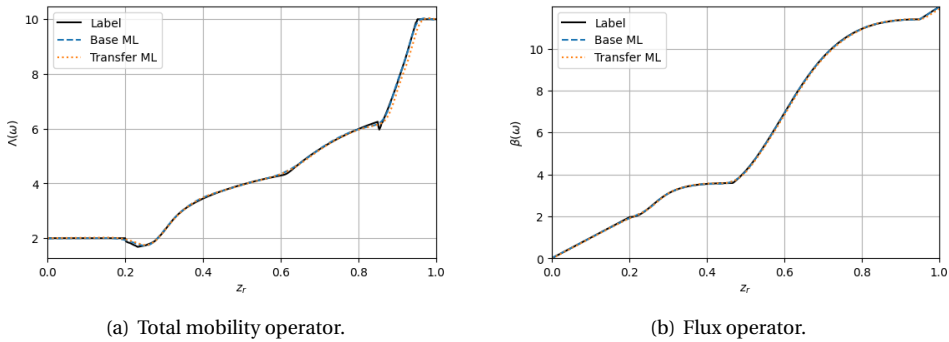 Label
Base ML
Transfer ML
10
8
6
4
2
Λ(ω)
0.0 0.2 0.4 0.6 0.8 1.0
z_r
(a) Total mobility operator.
Label
Base ML
Transfer ML
12
10
8
6
4
2
0
β(ω)
0.0 0.2 0.4 0.6 0.8 1.0
z_r
(b) Flux operator.